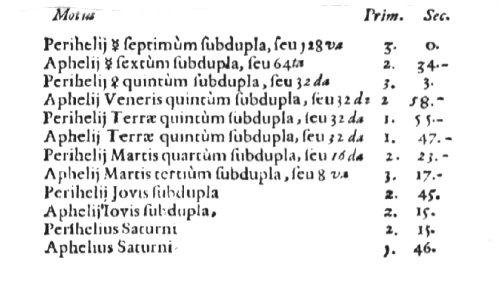 Motus Prim. Sec.
Perihelij ☿ ſeptimùm ſubdupla, ſeu 128va 3. 0.
Aphelij ☿ ſextùm ſubdupla, ſeu 64ta 2. 34.-
Perihelij ♀ quintùm ſubdupla, ſeu 32 da 3. 3.
Aphelij Veneris quintùm ſubdupla, ſeu 32 da 2 58.-
Perihelij Terræ quintùm ſubdupla, ſeu 32 da 1. 55.-
Aphelij Terræ quintùm ſubdupla, ſeu 32 da 1. 47.-
Perihelij Martis quartùm ſubdupla, ſeu 16 da 2. 23.-
Aphelij Martis tertiùm ſubdupla, ſeu 8 va 3. 17.-
Perihelij Jovis ſubdupla 2. 45.
Aphelij Iovis ſubdupla, 2. 15.
Perihelius Saturni 2. 15.
Aphelius Saturni 46.